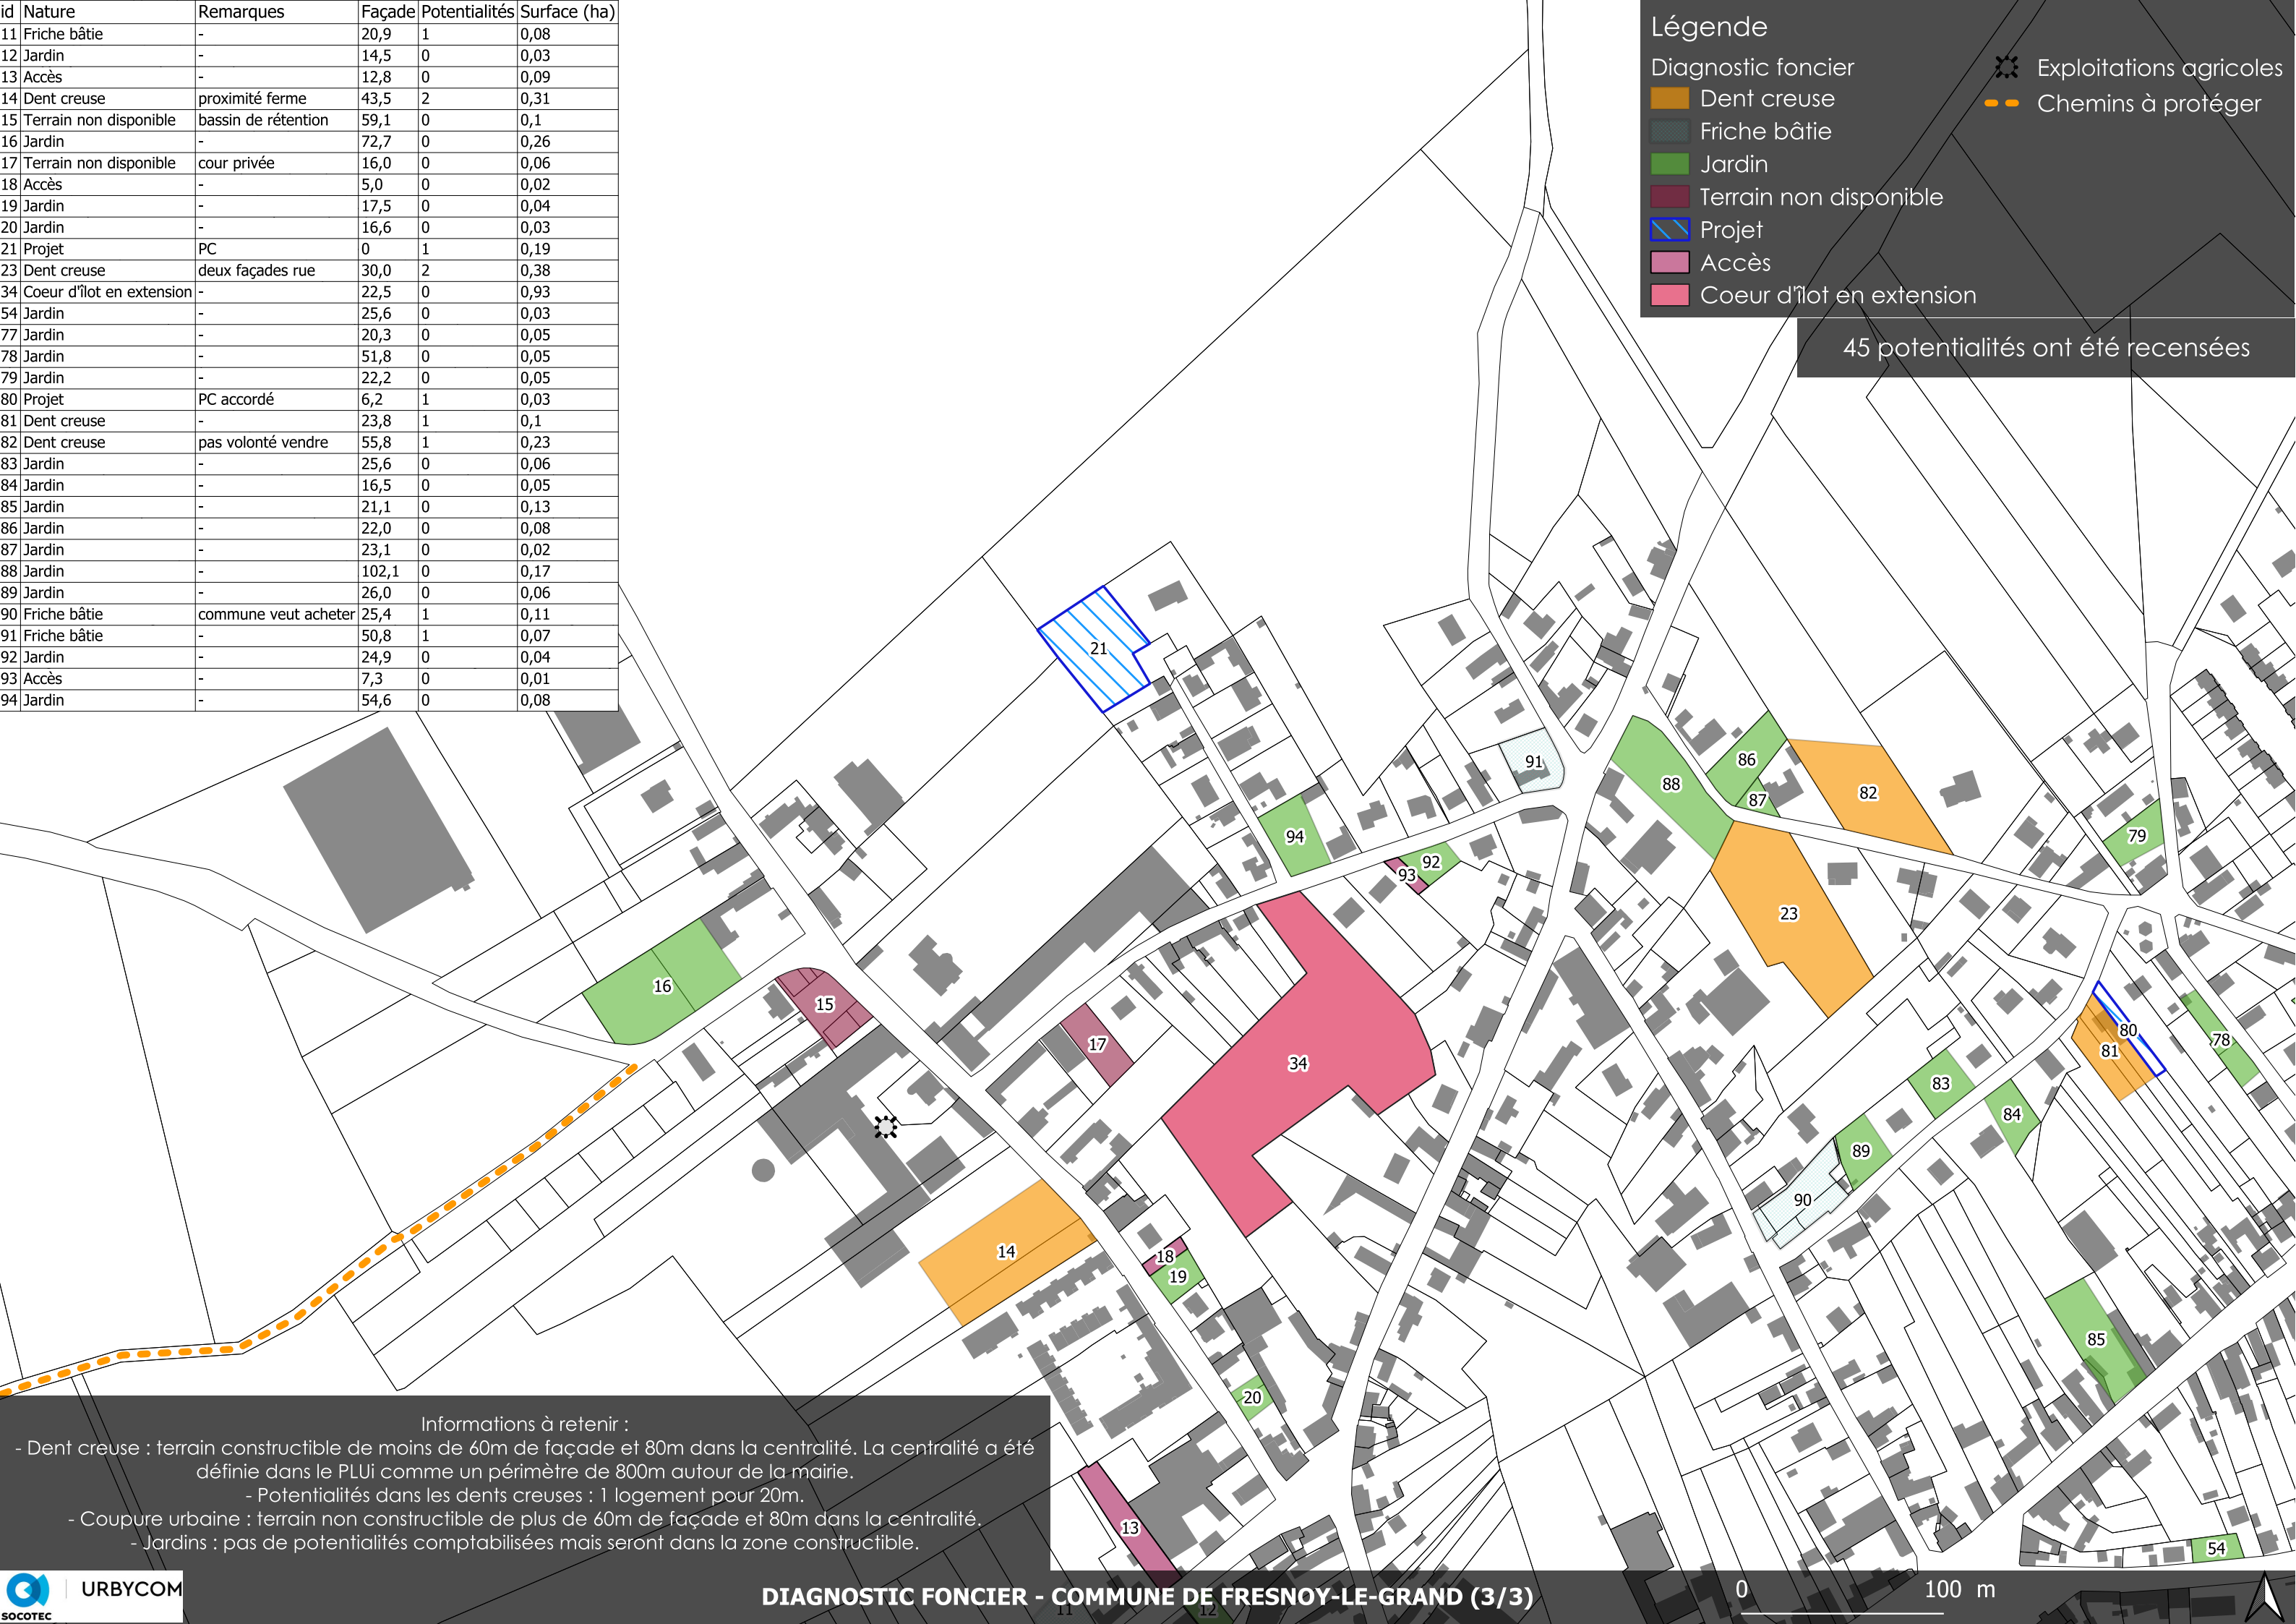 id Nature Remarques Façade Potentialités Surface (ha)
11 Friche bâtie - 20,9 1 0,08
12 Jardin - 14,5 0 0,03
13 Accès - 12,8 0 0,09
14 Dent creuse proximité ferme 43,5 2 0,31
15 Terrain non disponible bassin de rétention 59,1 0 0,1
16 Jardin - 72,7 0 0,26
17 Terrain non disponible cour privée 16,0 0 0,06
18 Accès - 5,0 0 0,02
19 Jardin - 17,5 0 0,04
20 Jardin - 16,6 0 0,03
21 Projet PC 0 1 0,19
23 Dent creuse deux façades rue 30,0 2 0,38
34 Coeur d'îlot en extension - 22,5 0 0,93
54 Jardin - 25,6 0 0,03
77 Jardin - 20,3 0 0,05
78 Jardin - 51,8 0 0,05
79 Jardin - 22,2 0 0,05
80 Projet PC accordé 6,2 1 0,03
81 Dent creuse - 23,8 1 0,1
82 Dent creuse pas volonté vendre 55,8 1 0,23
83 Jardin - 25,6 0 0,06
84 Jardin - 16,5 0 0,05
85 Jardin - 21,1 0 0,13
86 Jardin - 22,0 0 0,08
87 Jardin - 23,1 0 0,02
88 Jardin - 102,1 0 0,17
89 Jardin - 26,0 0 0,06
90 Friche bâtie commune veut acheter 25,4 1 0,11
91 Friche bâtie - 50,8 1 0,07
92 Jardin - 24,9 0 0,04
93 Accès - 7,3 0 0,01
94 Jardin - 54,6 0 0,08
Légende
Diagnostic foncier
Dent creuse
Friche bâtie
Jardin
Terrain non disponible
Projet
Accès
Coeur d'îlot en extension
Exploitations agricoles
Chemins à protéger
45 potentialités ont été recensées
21
91
86
88
87
82
94
92
93
79
23
16
15
17
34
80
81
78
83
84
89
90
14
18
19
20
85
13
54
11
12
Informations à retenir :
- Dent creuse : terrain constructible de moins de 60m de façade et 80m dans la centralité. La centralité a été
définie dans le PLUi comme un périmètre de 800m autour de la mairie.
- Potentialités dans les dents creuses : 1 logement pour 20m.
- Coupure urbaine : terrain non constructible de plus de 60m de façade et 80m dans la centralité.
- Jardins : pas de potentialités comptabilisées mais seront dans la zone constructible.
SOCOTEC
URBYCOM
DIAGNOSTIC FONCIER - COMMUNE DE FRESNOY-LE-GRAND (3/3)
0 100 m